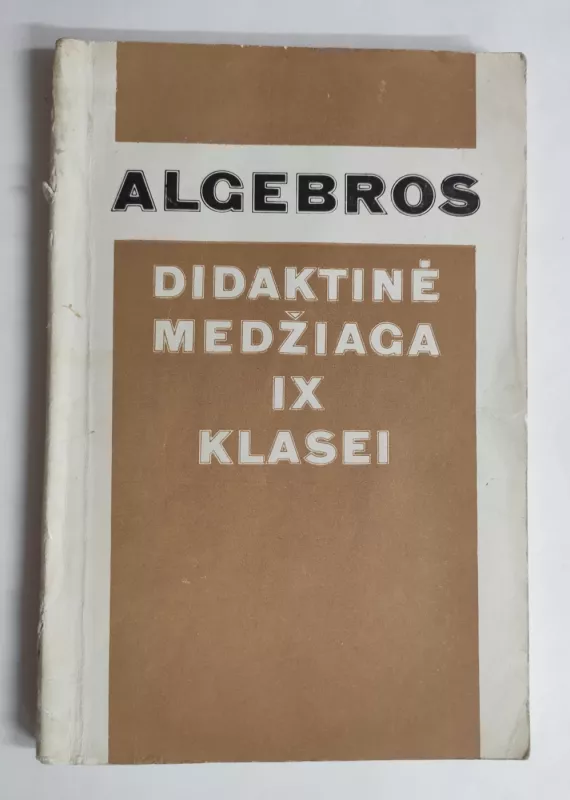 ALGEBROS
DIDAKTINĖ
MEDŽIAGA
IX
KLASEI